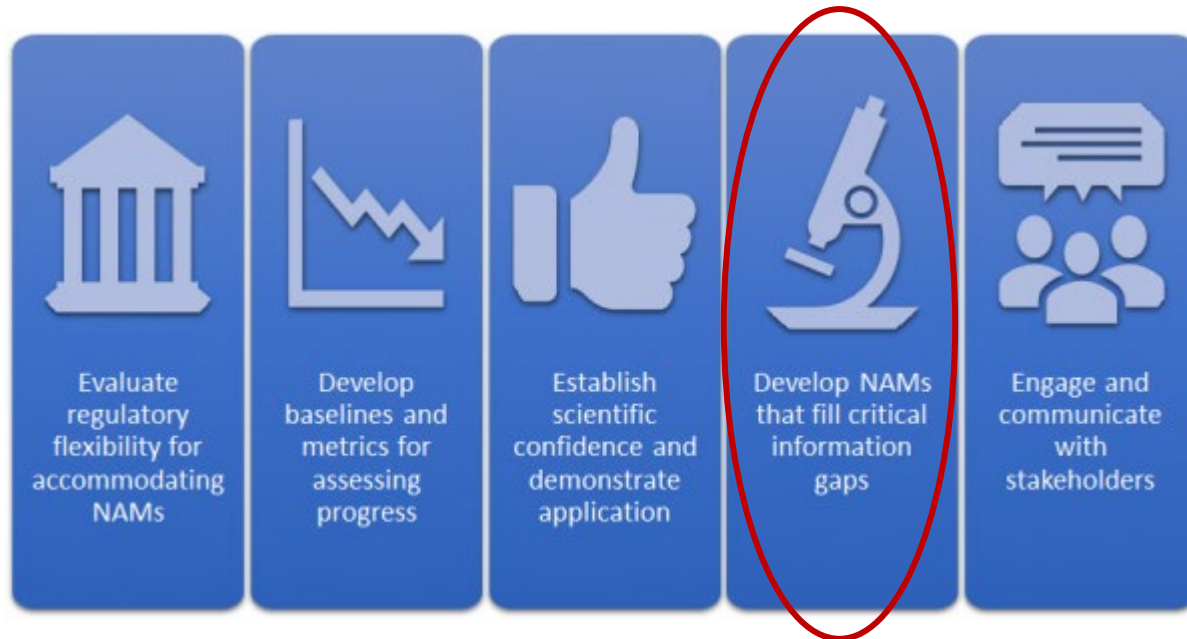 Evaluate
regulatory
flexibility for
accommodating
NAMs
Develop
baselines and
metrics for
assessing
progress
Establish
scientific
confidence and
demonstrate
application
Develop NAMs
that fill critical
information
gaps
Engage and
communicate
with
stakeholders